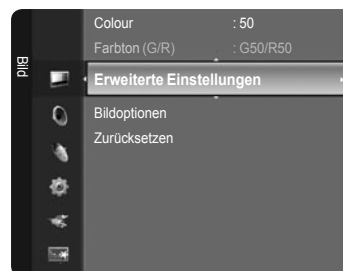 Bild
Colour : 50
Farbton (G/R) : G50/R50
Erweiterte Einstellungen
Bildoptionen
Zurücksetzen